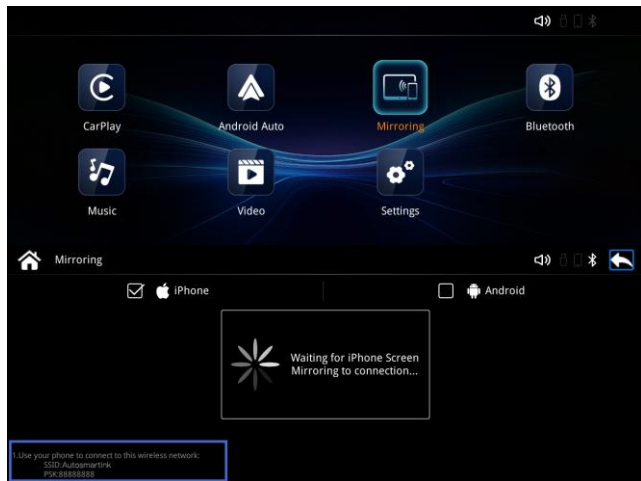 CarPlay
Android Auto
Mirroring
Bluetooth
Music
Video
Settings
Mirroring
iPhone
Android
Waiting for iPhone Screen
Mirroring to connection...
1.Use your phone to connect to this wireless network:
SSID:Autosmartink
PSK:88888888